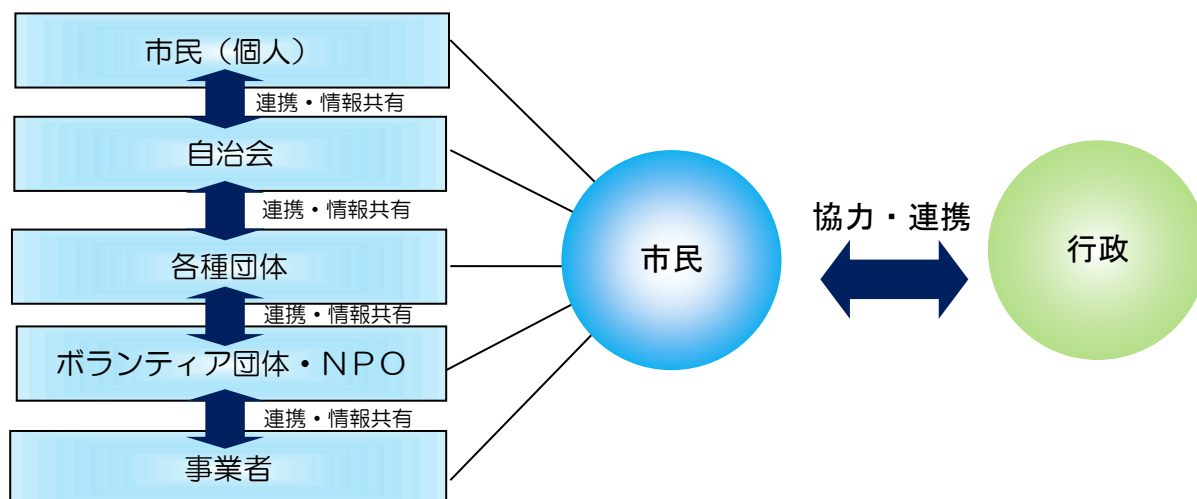 市民（個人）
連携・情報共有
自治会
連携・情報共有
各種団体
連携・情報共有
ボランティア団体・ＮＰＯ
連携・情報共有
事業者
市民
協力・連携
行政